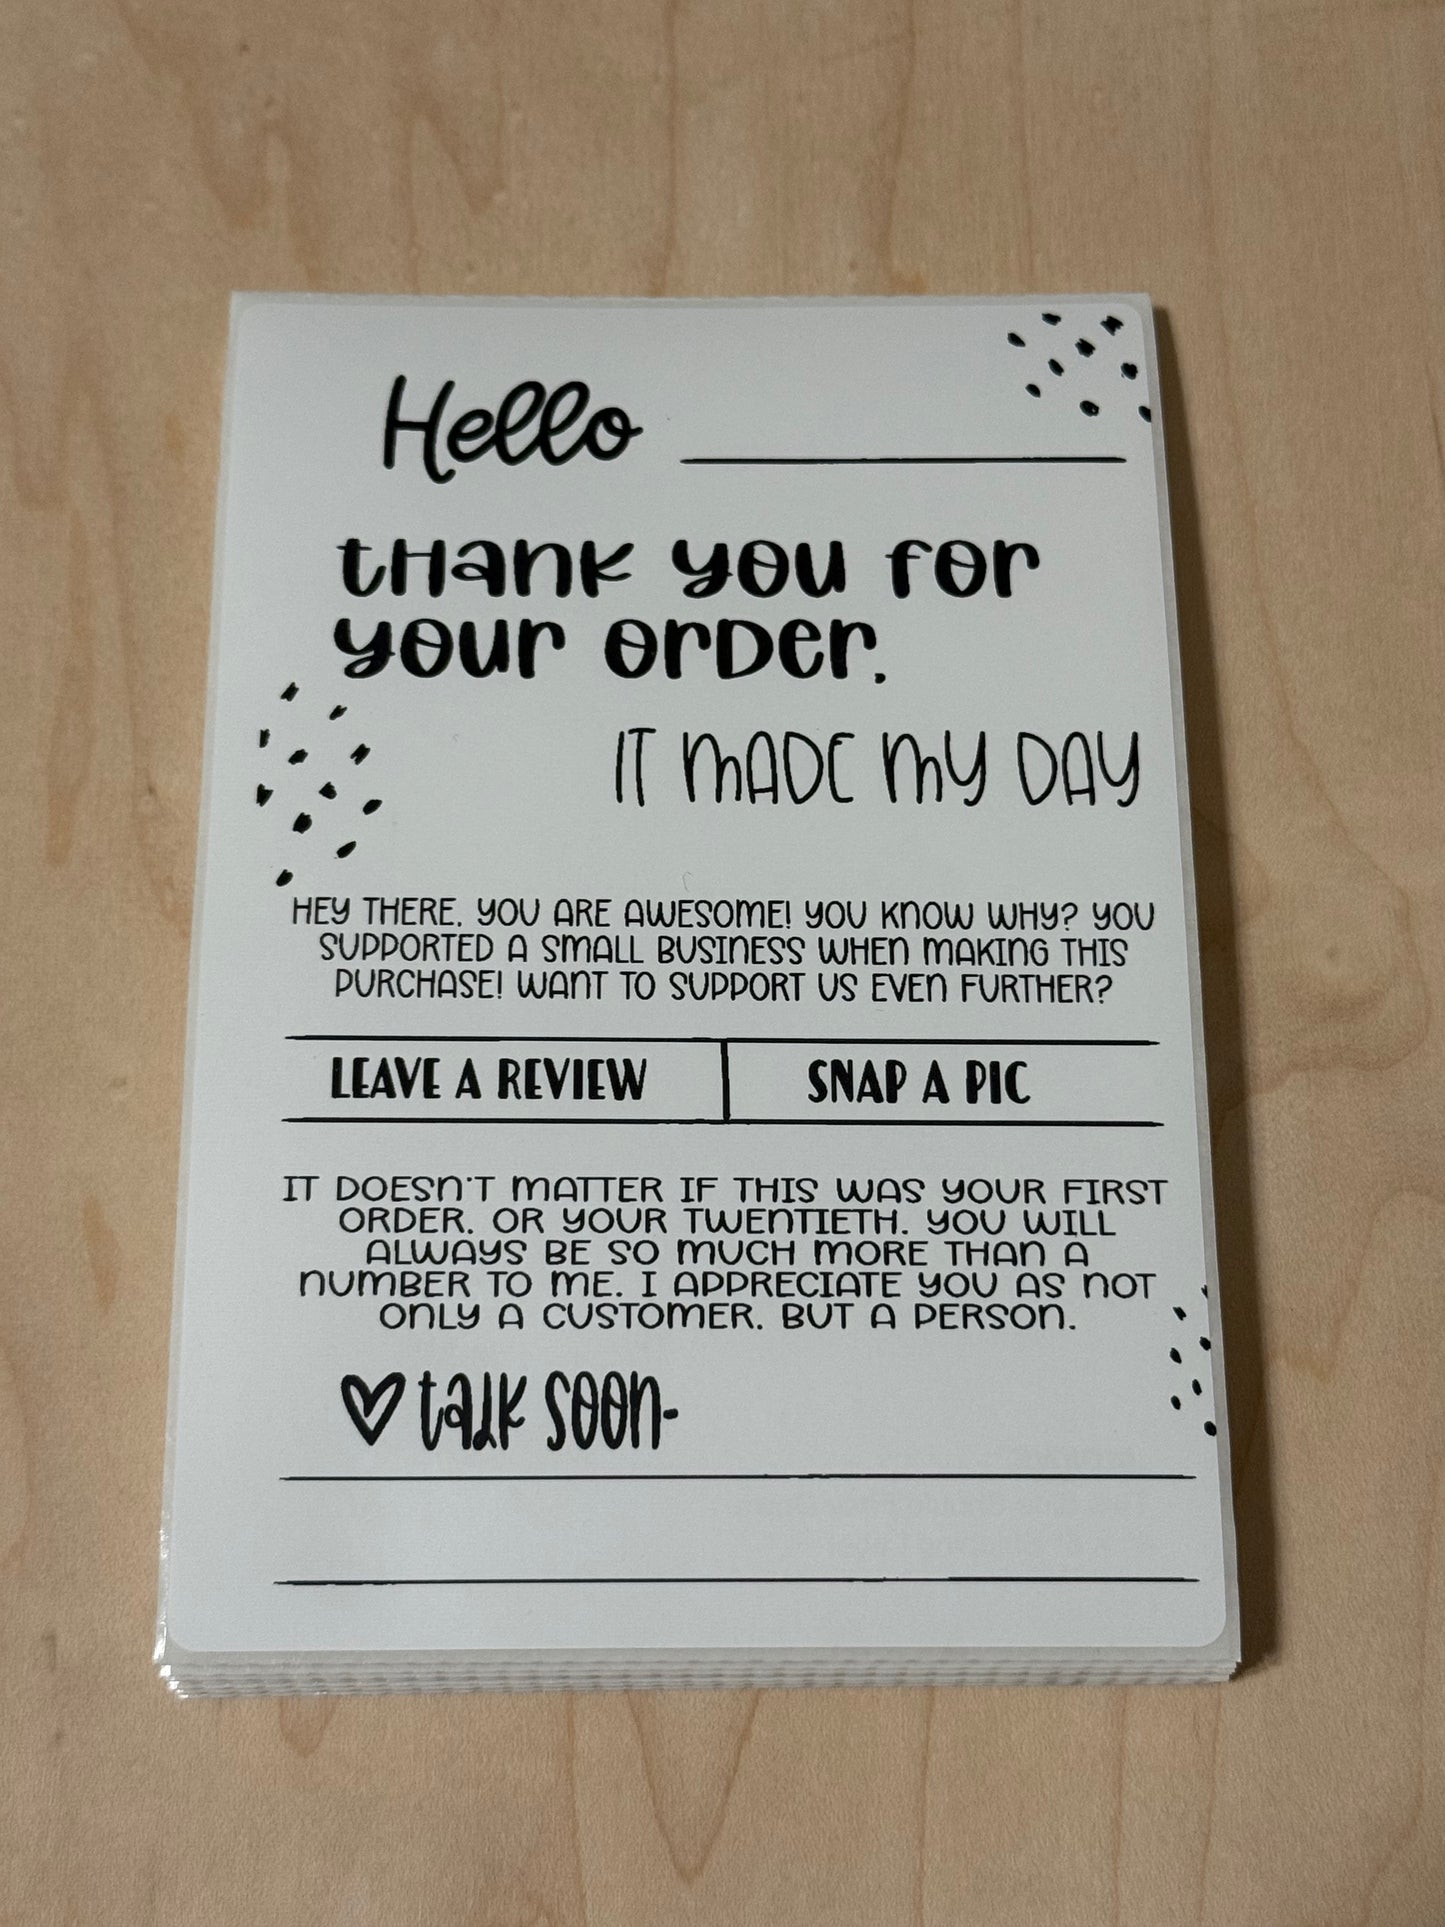 Hello
Thank you for
your order.
IT MADE MY DAY
HEY THERE. YOU ARE AWESOME! YOU KNOW WHY? YOU
SUPPORTED A SMALL BUSINESS WHEN MAKING THIS
PURCHASE! WANT TO SUPPORT US EVEN FURTHER?
LEAVE A REVIEW
SNAP A PIC
IT DOESN'T MATTER IF THIS WAS YOUR FIRST
ORDER. OR YOUR TWENTIETH. YOU WILL
ALWAYS BE SO MUCH MORE THAN A
NUMBER TO ME. I APPRECIATE YOU AS NOT
ONLY A CUSTOMER. BUT A PERSON.
♡ talk soon-